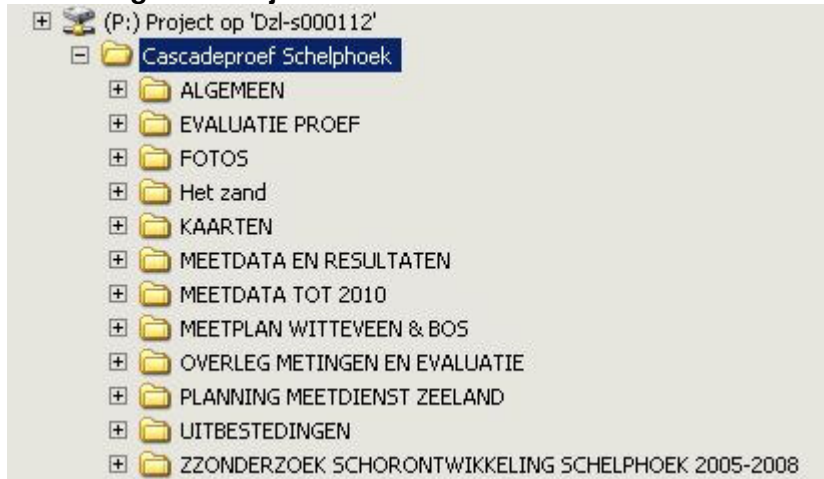 (P:) Project op 'Dzl-s000112'
Cascadeproef Schelphoek
ALGEMEEN
EVALUATIE PROEF
FOTOS
Het zand
KAARTEN
MEETDATA EN RESULTATEN
MEETDATA TOT 2010
MEETPLAN WITTEVEEN & BOS
OVERLEG METINGEN EN EVALUATIE
PLANNING MEETDIENST ZEELAND
UITBESTEDINGEN
ZZONDERZOEK SCHORONTWIKKELING SCHELPHOEK 2005-2008